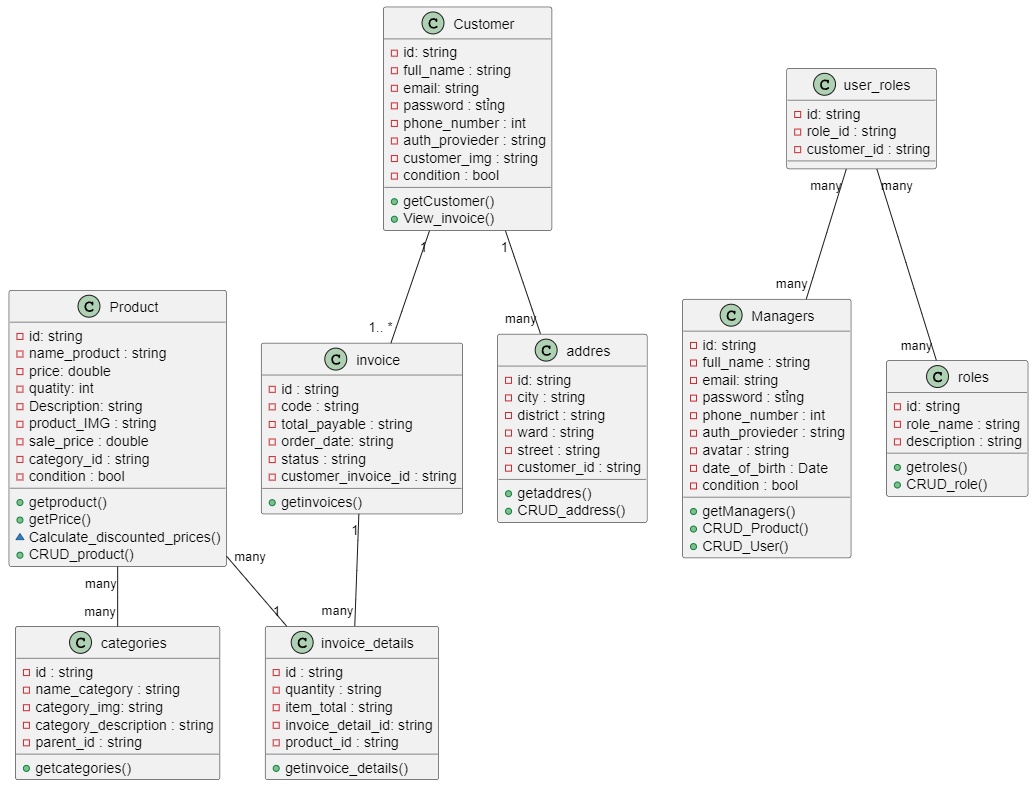 C Customer
id: string
full_name : string
email: string
password : stỉng
phone_number : int
auth_provieder : string
customer_img : string
condition : bool
getCustomer()
View_invoice()
C user_roles
id: string
role_id : string
customer_id : string
1
1
many
many
1.. *
many
many
many
C Product
id: string
name_product : string
price: double
quatity: int
Description: string
product_IMG : string
sale_price : double
category_id : string
condition : bool
getproduct()
getPrice()
Calculate_discounted_prices()
CRUD_product()
C invoice
id : string
code : string
total_payable : string
order_date: string
status : string
customer_invoice_id : string
getinvoices()
C addres
id: string
city : string
district : string
ward : string
street : string
customer_id : string
getaddres()
CRUD_address()
C Managers
id: string
full_name : string
email: string
password : stỉng
phone_number : int
auth_provieder : string
avatar : string
date_of_birth : Date
condition : bool
getManagers()
CRUD_Product()
CRUD_User()
C roles
id: string
role_name : string
description : string
getroles()
CRUD_role()
many
many
many
1
1
many
C categories
id : string
name_category : string
category_img: string
category_description : string
parent_id : string
getcategories()
C invoice_details
id : string
quantity : string
item_total : string
invoice_detail_id: string
product_id : string
getinvoice_details()